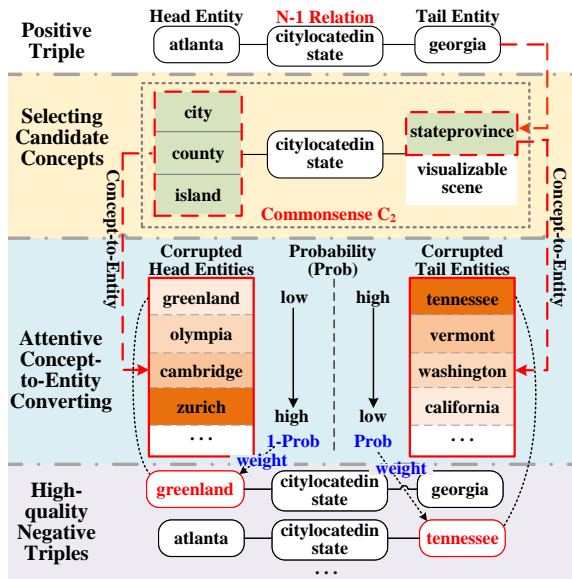 Head Entity
N-1 Relation
Tail Entity
Positive
Triple
atlanta
citylocatedin
state
georgia
Selecting
Candidate
Concepts
city
county
island
citylocatedin
state
stateprovince
visualizable
scene
Commonsense C2
Concept-to-Entity
Concept-to-Entity
Corrupted
Head Entities
Probability
(Prob)
Corrupted
Tail Entities
Attentive
Concept-
to-Entity
Converting
greenland
olympia
cambridge
zurich
...
low
high
high
low
1-Prob
Prob
tennessee
vermont
washington
california
...
weight
weight
High-
quality
Negative
Triples
greenland
citylocatedin
state
georgia
atlanta
citylocatedin
state
tennessee
...